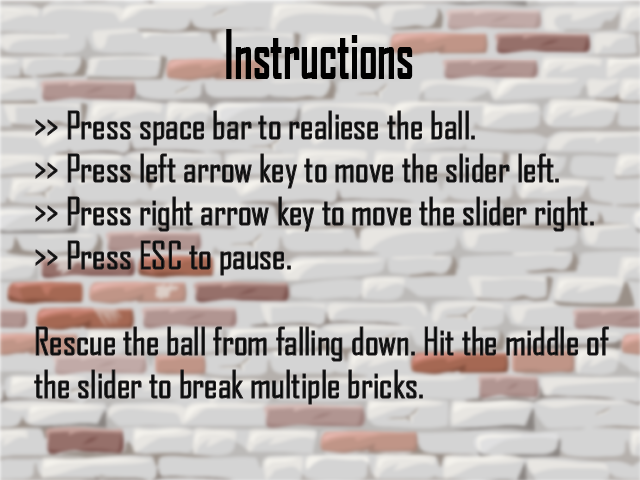 Instructions
>> Press space bar to realiese the ball.
>> Press left arrow key to move the slider left.
>> Press right arrow key to move the slider right.
>> Press ESC to pause.
Rescue the ball from falling down. Hit the middle of
the slider to break multiple bricks.